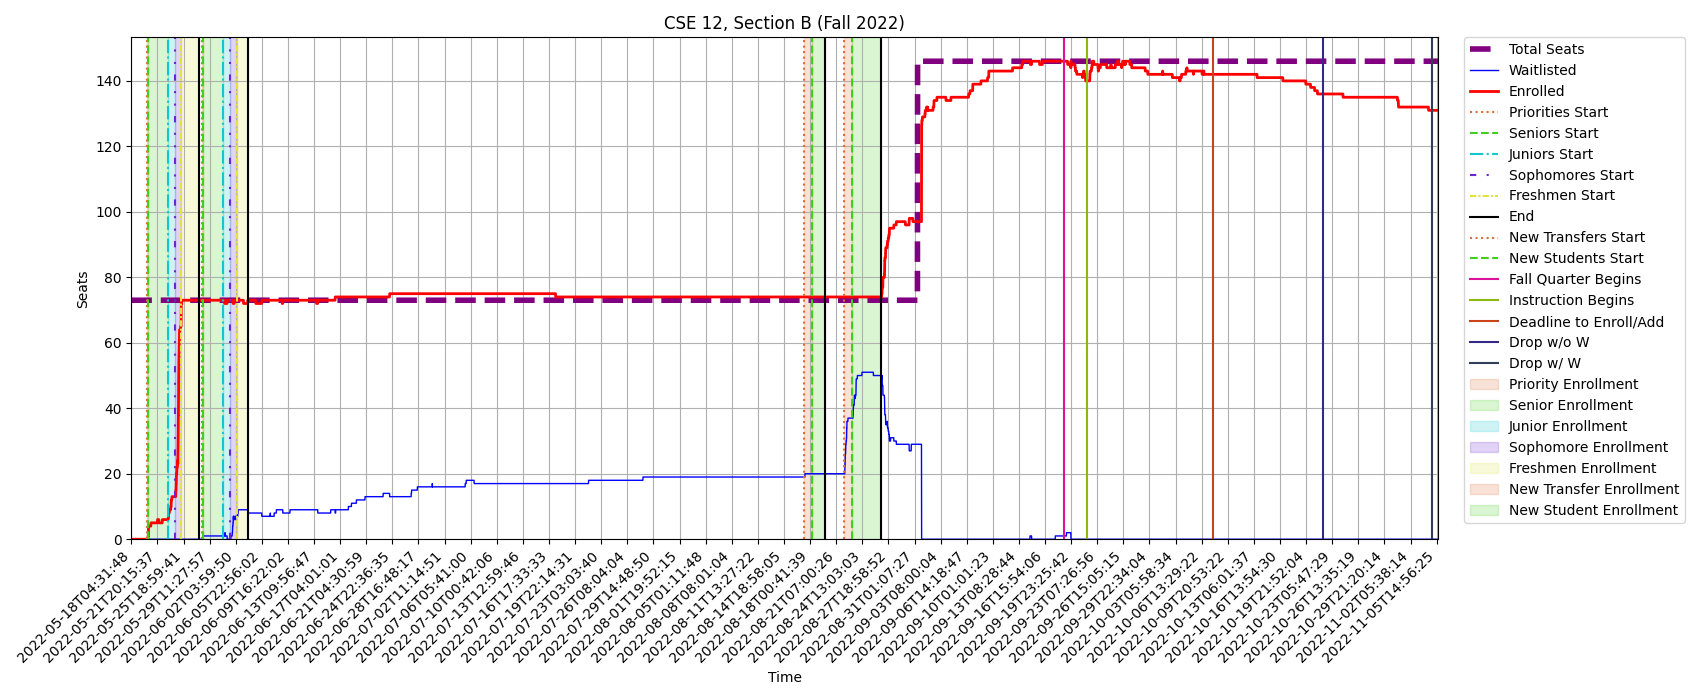 CSE 12, Section B (Fall 2022)
Seats
140
120
100
80
60
40
20
0
2022-05-18T04:31:48
2022-05-21T20:15:37
2022-05-25T18:59:41
2022-05-29T11:27:57
2022-06-02T03:59:50
2022-06-05T22:56:02
2022-06-09T16:22:02
2022-06-13T09:56:47
2022-06-17T04:01:01
2022-06-21T04:30:59
2022-06-24T22:36:35
2022-06-28T16:48:17
2022-07-02T11:14:51
2022-07-06T05:41:00
2022-07-10T00:42:06
2022-07-13T12:59:46
2022-07-16T17:33:33
2022-07-19T22:14:31
2022-07-23T03:03:40
2022-07-26T08:04:04
2022-07-29T14:48:50
2022-08-01T19:52:15
2022-08-05T01:11:48
2022-08-08T08:01:04
2022-08-11T13:27:22
2022-08-14T18:58:05
2022-08-18T00:41:39
2022-08-21T07:00:26
2022-08-24T13:03:03
2022-08-27T18:58:52
2022-08-31T01:07:27
2022-09-03T08:00:04
2022-09-06T14:18:47
2022-09-10T01:01:23
2022-09-13T08:28:44
2022-09-16T15:54:06
2022-09-19T23:25:42
2022-09-23T07:26:56
2022-09-26T15:05:15
2022-09-29T22:34:04
2022-10-03T05:58:34
2022-10-06T13:29:22
2022-10-09T20:53:22
2022-10-13T06:01:37
2022-10-16T13:54:30
2022-10-19T21:52:04
2022-10-23T05:47:29
2022-10-26T13:35:19
2022-10-29T21:20:14
2022-11-02T05:38:14
2022-11-05T14:56:25
Time
Total Seats
Waitlisted
Enrolled
Priorities Start
Seniors Start
Juniors Start
Sophomores Start
Freshmen Start
End
New Transfers Start
New Students Start
Fall Quarter Begins
Instruction Begins
Deadline to Enroll/Add
Drop w/o W
Drop w/ W
Priority Enrollment
Senior Enrollment
Junior Enrollment
Sophomore Enrollment
Freshmen Enrollment
New Transfer Enrollment
New Student Enrollment